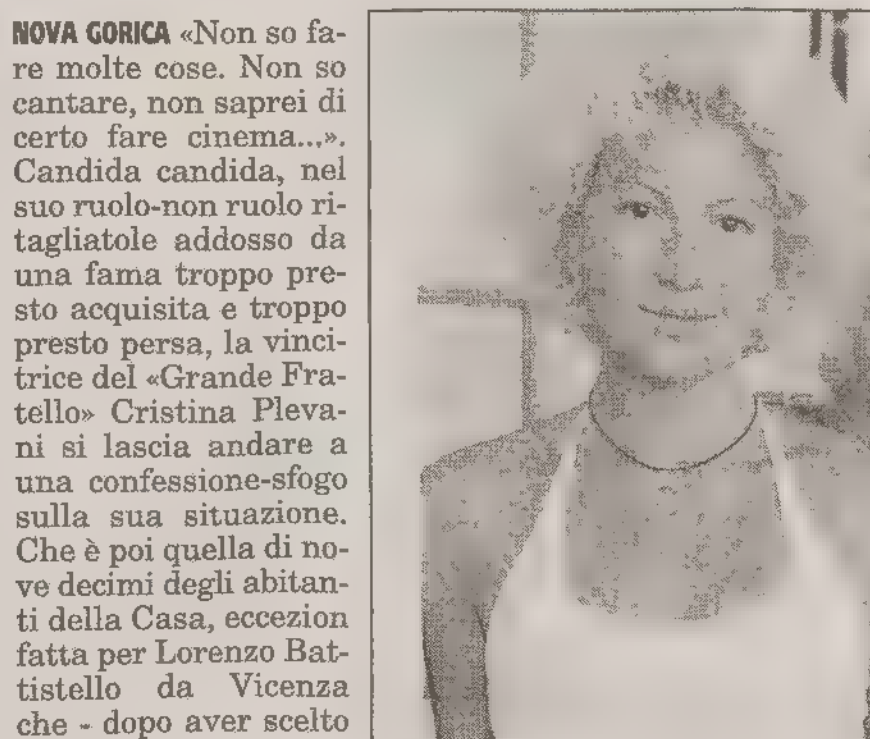 NOVA GORICA «Non so fa-
re molte cose. Non so
cantare, non saprei di
certo fare cinema...».
Candida candida, nel
suo ruolo-non ruolo ri-
tagliatole addosso da
una fama troppo pre-
sto acquisita e troppo
presto persa, la vinci-
trice del «Grande Fra-
tello» Cristina Pleva-
ni si lascia andare a
una confessione-sfogo
sulla sua situazione.
Che è poi quella di no-
ve decimi degli abitan-
ti della Casa, eccezion
fatta per Lorenzo Bat-
tistello da Vicenza
che - dopo aver scelto